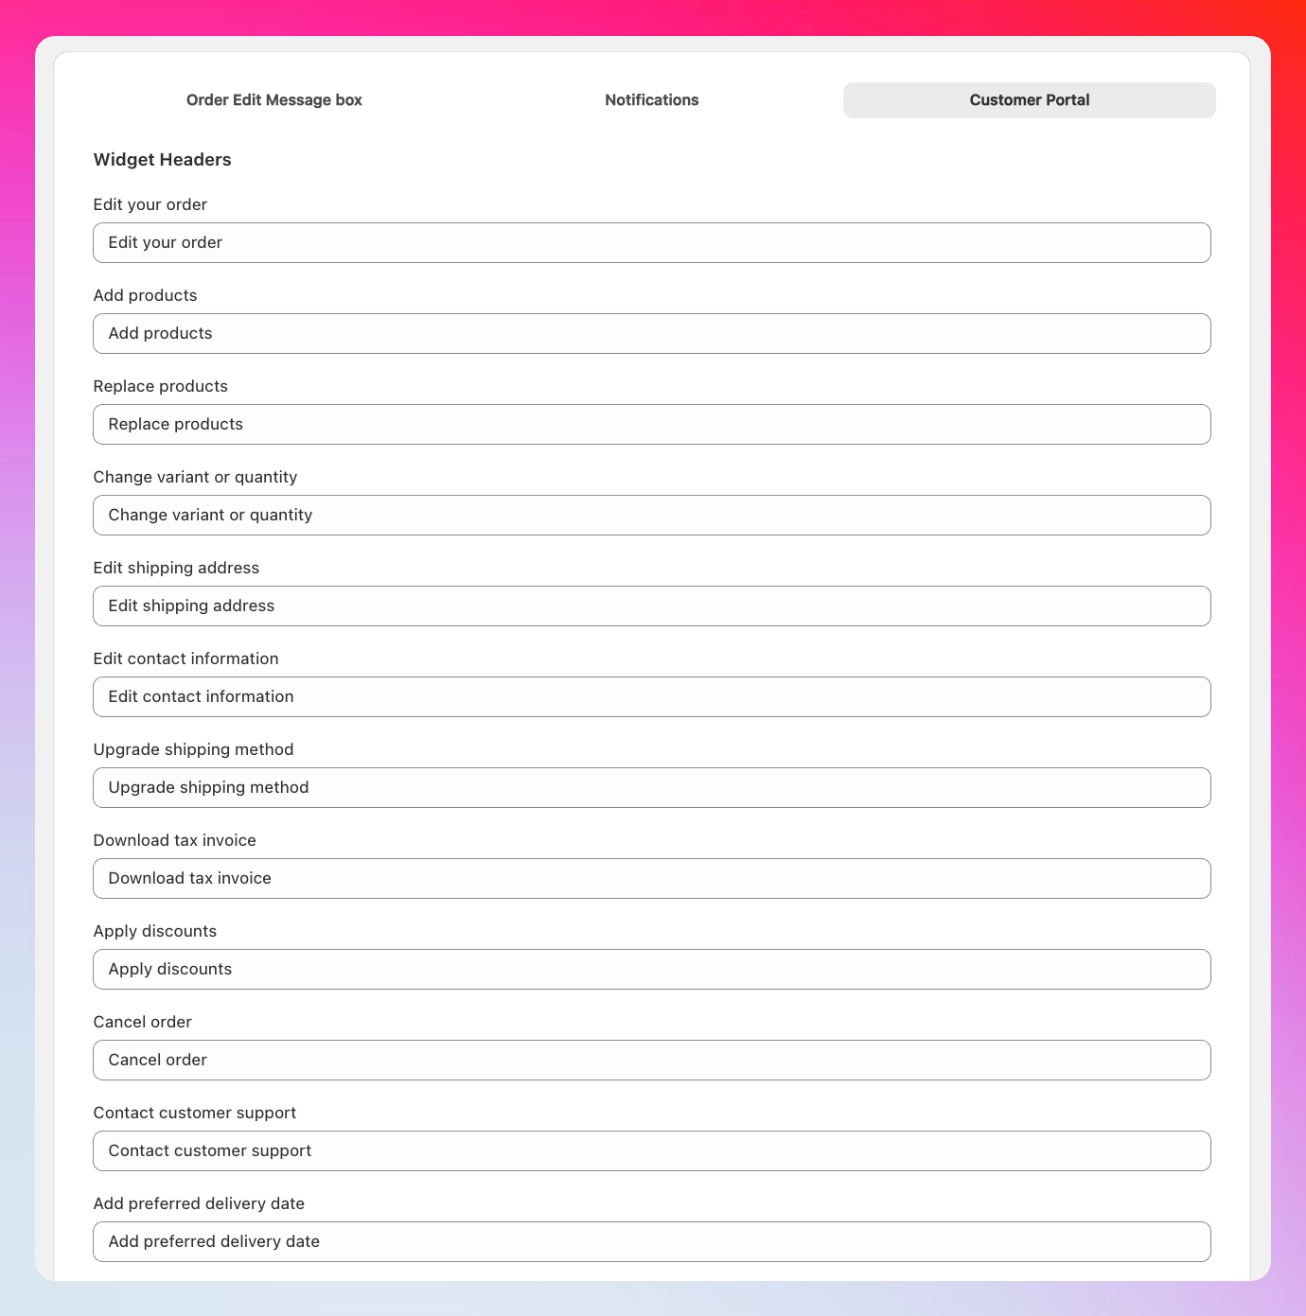 Order Edit Message box
Notifications
Customer Portal
Widget Headers
Edit your order
Edit your order
Add products
Add products
Replace products
Replace products
Change variant or quantity
Change variant or quantity
Edit shipping address
Edit shipping address
Edit contact information
Edit contact information
Upgrade shipping method
Upgrade shipping method
Download tax invoice
Download tax invoice
Apply discounts
Apply discounts
Cancel order
Cancel order
Contact customer support
Contact customer support
Add preferred delivery date
Add preferred delivery date